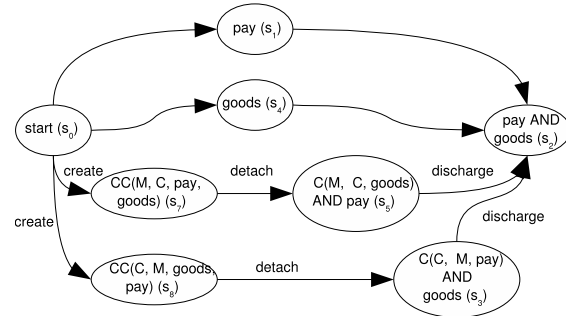 pay (s1)
goods (s4)
start (s0)
pay AND
goods (s2)
create
detach
discharge
CC(M, C, pay,
goods) (s7)
C(M, C, goods)
AND pay (s5)
create
discharge
CC(C, M, goods,
pay) (s8)
detach
C(C, M, pay)
AND
goods (s3)